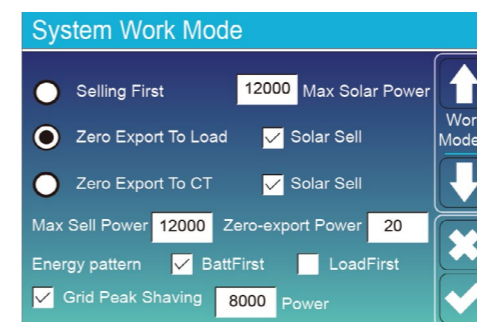 System Work Mode
Selling First 12000 Max Solar Power
Zero Export To Load Solar Sell
Zero Export To CT Solar Sell
Max Sell Power 12000 Zero-export Power 20
Energy pattern BattFirst LoadFirst
Grid Peak Shaving 8000 Power
Mode